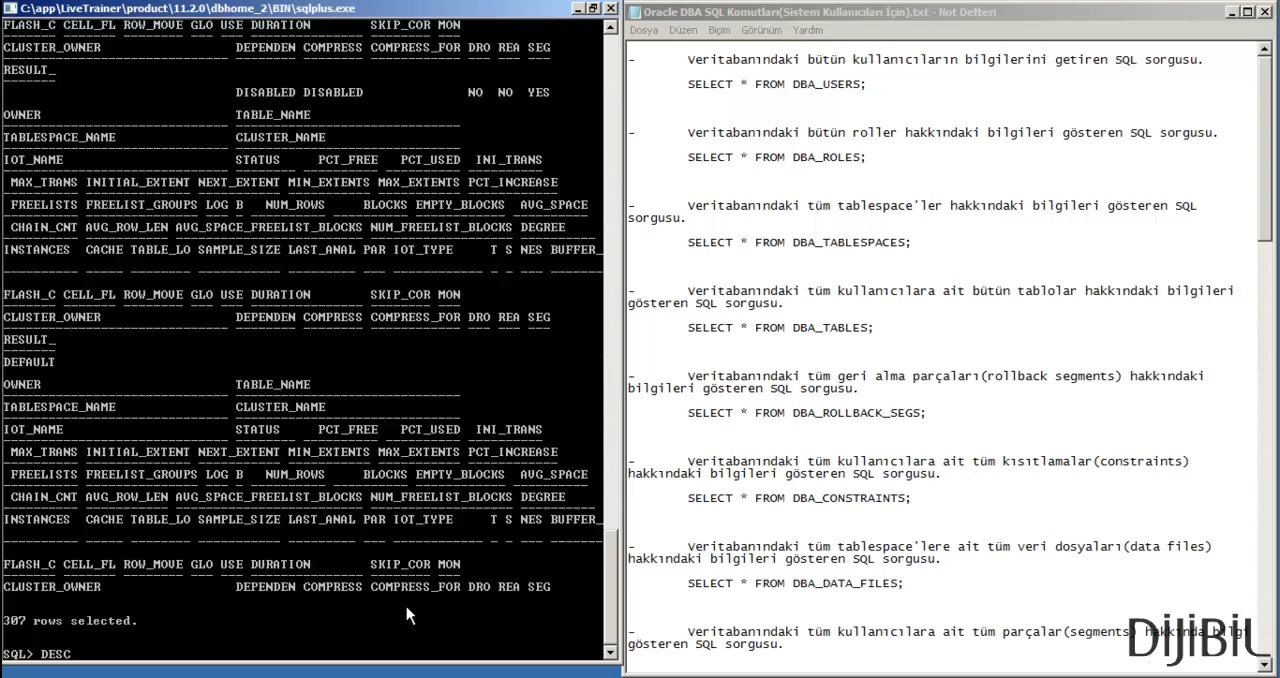 C:\app\LiveTrainer\product\11.2.0\dbhome_2\BIN\sqlplus.exe
FLASH_C CELL_FL ROW_MOVE GLO USE DURATION SKIP_COR MON
CLUSTER_OWNER DEPENDEN COMPRESS COMPRESS_FOR DRO REA SEG
RESULT_
DISABLED DISABLED NO NO YES
OWNER TABLE_NAME
TABLESPACE_NAME CLUSTER_NAME
IOT_NAME STATUS PCT_FREE PCT_USED INI_TRANS
MAX_TRANS INITIAL_EXTENT NEXT_EXTENT MIN_EXTENTS MAX_EXTENTS PCT_INCREASE
FREELISTS FREELIST_GROUPS LOG B NUM_ROWS BLOCKS EMPTY_BLOCKS AVG_SPACE
CHAIN_CNT AVG_ROW_LEN AVG_SPACE_FREELIST_BLOCKS NUM_FREELIST_BLOCKS DEGREE
INSTANCES CACHE TABLE_LO SAMPLE_SIZE LAST_ANAL PAR IOT_TYPE T S NES BUFFER_
FLASH_C CELL_FL ROW_MOVE GLO USE DURATION SKIP_COR MON
CLUSTER_OWNER DEPENDEN COMPRESS COMPRESS_FOR DRO REA SEG
RESULT_
DEFAULT
OWNER TABLE_NAME
TABLESPACE_NAME CLUSTER_NAME
IOT_NAME STATUS PCT_FREE PCT_USED INI_TRANS
MAX_TRANS INITIAL_EXTENT NEXT_EXTENT MIN_EXTENTS MAX_EXTENTS PCT_INCREASE
FREELISTS FREELIST_GROUPS LOG B NUM_ROWS BLOCKS EMPTY_BLOCKS AVG_SPACE
CHAIN_CNT AVG_ROW_LEN AVG_SPACE_FREELIST_BLOCKS NUM_FREELIST_BLOCKS DEGREE
INSTANCES CACHE TABLE_LO SAMPLE_SIZE LAST_ANAL PAR IOT_TYPE T S NES BUFFER_
FLASH_C CELL_FL ROW_MOVE GLO USE DURATION SKIP_COR MON
CLUSTER_OWNER DEPENDEN COMPRESS COMPRESS_FOR DRO REA SEG
307 rows selected.
SQL> DESC
Oracle DBA SQL Komutları(Sistem Kullanıcıları İçin).txt - Not Defteri
Dosya Düzen Biçim Görünüm Yardım
- Veritabanındaki bütün kullanıcıların bilgilerini getiren SQL sorgusu.
SELECT * FROM DBA_USERS;
- Veritabanındaki bütün roller hakkındaki bilgileri gösteren SQL sorgusu.
SELECT * FROM DBA_ROLES;
- Veritabanındaki tüm tablespace'ler hakkındaki bilgileri gösteren SQL
sorgusu.
SELECT * FROM DBA_TABLESPACES;
- Veritabanındaki tüm kullanıcılara ait bütün tablolar hakkındaki bilgileri
gösteren SQL sorgusu.
SELECT * FROM DBA_TABLES;
- Veritabanındaki tüm geri alma parçaları(rollback segments) hakkındaki
bilgileri gösteren SQL sorgusu.
SELECT * FROM DBA_ROLLBACK_SEGS;
- Veritabanındaki tüm kullanıcılara ait tüm kısıtlamalar(constraints)
hakkındaki bilgileri gösteren SQL sorgusu.
SELECT * FROM DBA_CONSTRAINTS;
- Veritabanındaki tüm tablespace'lere ait tüm veri dosyaları(data files)
hakkındaki bilgileri gösteren SQL sorgusu.
SELECT * FROM DBA_DATA_FILES;
- Veritabanındaki tüm kullanıcılara ait tüm parçalar(segments) hakkında bilgi
gösteren SQL sorgusu.
DiJiBiL